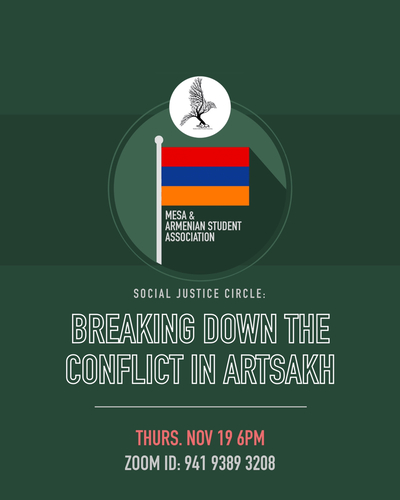 MESA &
ARMENIAN STUDENT
ASSOCIATION
SOCIAL JUSTICE CIRCLE:
BREAKING DOWN THE
CONFLICT IN ARTSAKH
THURS. NOV 19 6PM
ZOOM ID: 941 9389 3208